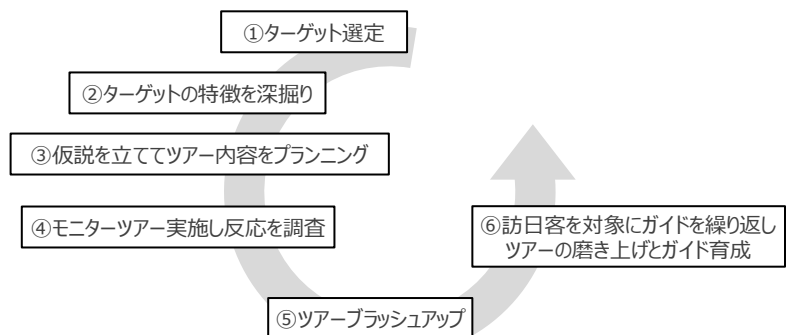 ①ターゲット選定
②ターゲットの特徴を深掘り
③仮説を立ててツアー内容をプランニング
④モニターツアー実施し反応を調査
⑥訪日客を対象にガイドを繰り返し
ツアーの磨き上げとガイド育成
⑤ツアーブラッシュアップ